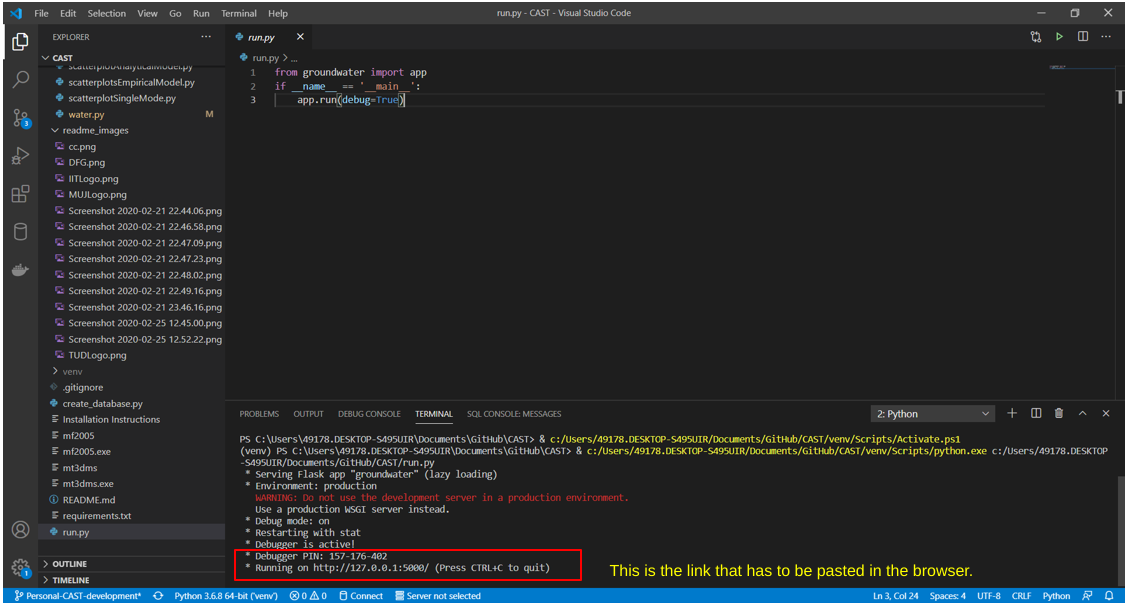 File Edit Selection View Go Run Terminal Help
run.py - CAST - Visual Studio Code
EXPLORER
CAST
scatterplotAnalyticalModel.py
scatterplotsEmpiricalModel.py
scatterplotSingleMode.py
water.py M
readme_images
cc.png
DFG.png
IITLogo.png
MUJLogo.png
Screenshot 2020-02-21 22.44.06.png
Screenshot 2020-02-21 22.46.58.png
Screenshot 2020-02-21 22.47.09.png
Screenshot 2020-02-21 22.47.23.png
Screenshot 2020-02-21 22.48.02.png
Screenshot 2020-02-21 22.49.16.png
Screenshot 2020-02-21 23.46.16.png
Screenshot 2020-02-25 12.45.00.png
Screenshot 2020-02-25 12.52.22.png
TUDLogo.png
venv
.gitignore
create_database.py
Installation Instructions
mf2005
mf2005.exe
mt3dms
mt3dms.exe
README.md
requirements.txt
run.py
OUTLINE
TIMELINE
3
1
run.py
run.py > ...
1 from groundwater import app
2 if __name__ == '__main__':
3 app.run(debug=True)
PROBLEMS OUTPUT DEBUG CONSOLE TERMINAL SQL CONSOLE: MESSAGES
2: Python
PS C:\Users\49178.DESKTOP-S495UIR\Documents\GitHub\CAST> & c:/Users/49178.DESKTOP-S495UIR/Documents/GitHub/CAST/venv/Scripts/Activate.ps1
(venv) PS C:\Users\49178.DESKTOP-S495UIR\Documents\GitHub\CAST> & c:/Users/49178.DESKTOP-S495UIR/Documents/GitHub/CAST/venv/Scripts/python.exe c:/Users/49178.DESKTOP
-S495UIR/Documents/GitHub/CAST/run.py
* Serving Flask app "groundwater" (lazy loading)
* Environment: production
WARNING: Do not use the development server in a production environment.
Use a production WSGI server instead.
* Debug mode: on
* Restarting with stat
* Debugger is active!
* Debugger PIN: 157-176-402
* Running on http://127.0.0.1:5000/ (Press CTRL+C to quit)
This is the link that has to be pasted in the browser.
Personal-CAST-development* Python 3.6.8 64-bit ('venv') 0 0 Connect Server not selected
Ln 3, Col 24 Spaces: 4 UTF-8 CRLF Python